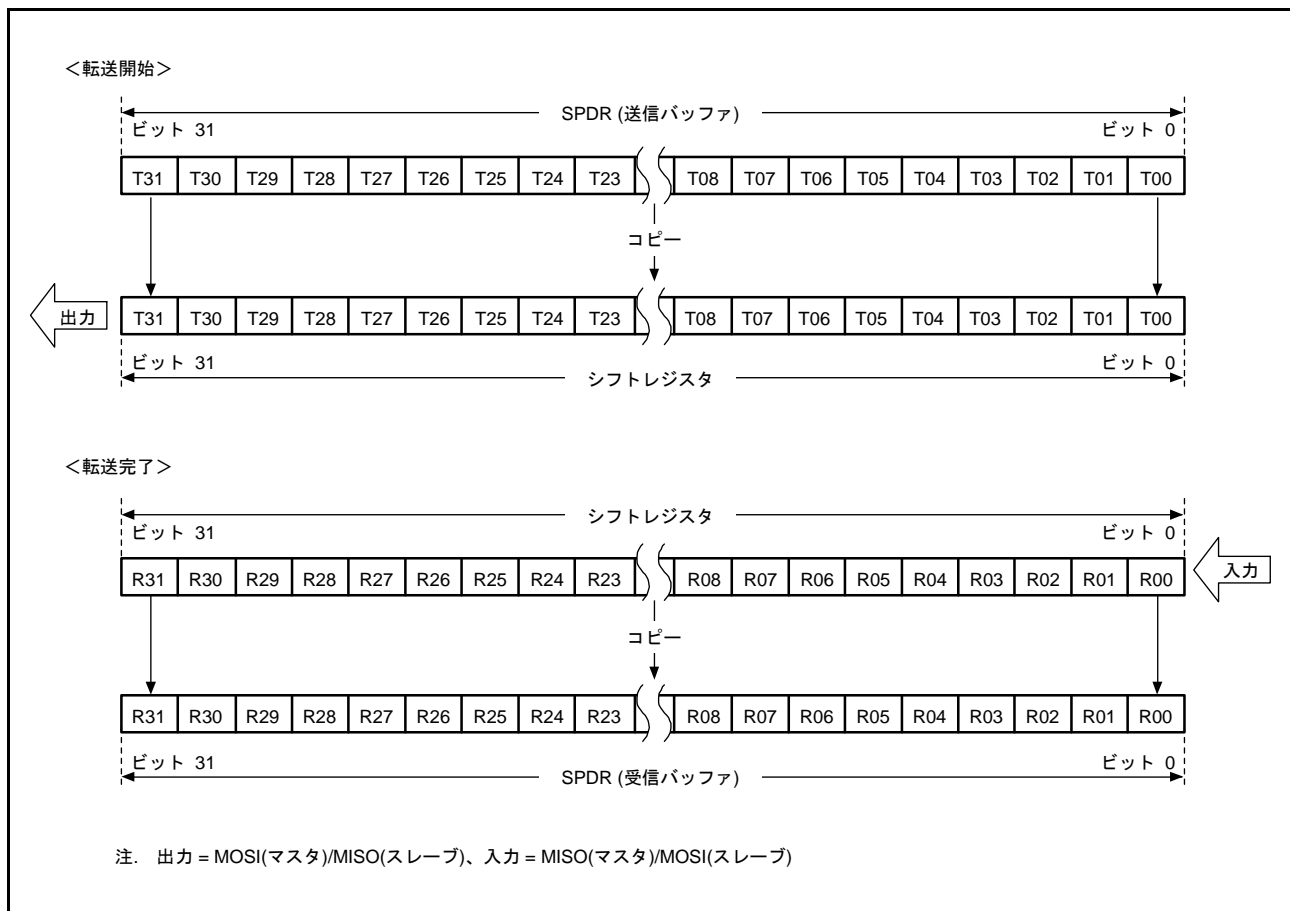 ＜転送開始＞
SPDR (送信バッファ)
ビット 31 ビット 0
T31 T30 T29 T28 T27 T26 T25 T24 T23 T08 T07 T06 T05 T04 T03 T02 T01 T00
コピー
出力 T31 T30 T29 T28 T27 T26 T25 T24 T23 T08 T07 T06 T05 T04 T03 T02 T01 T00
ビット 31 ビット 0
シフトレジスタ
＜転送完了＞
シフトレジスタ
ビット 31 ビット 0
R31 R30 R29 R28 R27 R26 R25 R24 R23 R08 R07 R06 R05 R04 R03 R02 R01 R00 入力
コピー
R31 R30 R29 R28 R27 R26 R25 R24 R23 R08 R07 R06 R05 R04 R03 R02 R01 R00
ビット 31 ビット 0
SPDR (受信バッファ)
注. 出力 = MOSI(マスタ)/MISO(スレーブ)、入力 = MISO(マスタ)/MOSI(スレーブ)